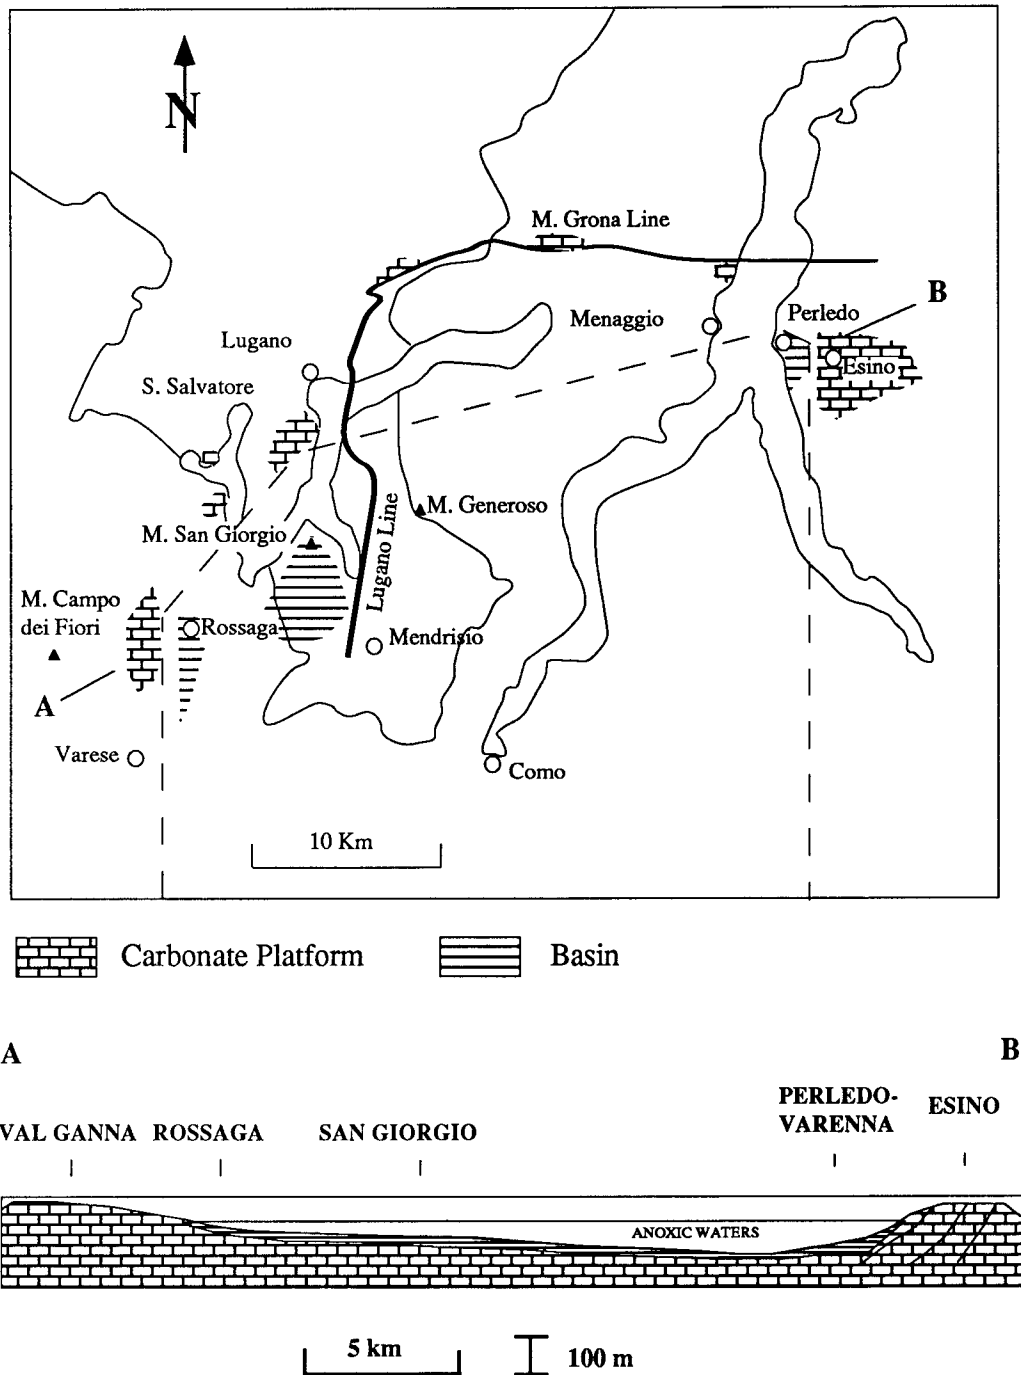 N
M. Grona Line
B
Perledo
Menaggio
Lugano
Esino
S. Salvatore
M. Generoso
M. San Giorgio
Lugano Line
M. Campo
dei Fiori
Rossaga
Mendrisio
A
Varese
Como
10 Km
Carbonate Platform
Basin
A
B
PERLEDO-
VARENNA
ESINO
VAL GANNA
ROSSAGA
SAN GIORGIO
ANOXIC WATERS
5 km
100 m